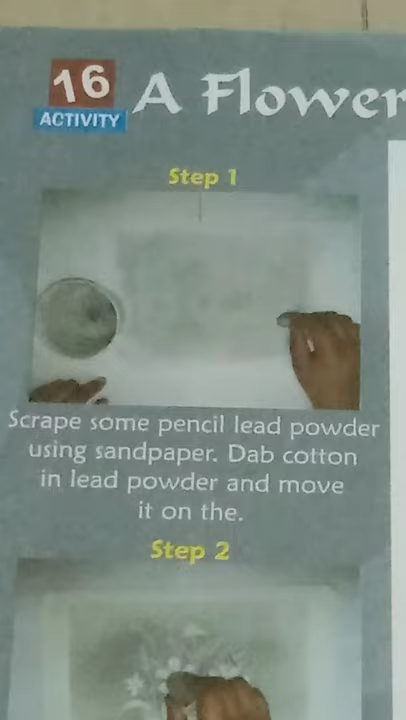 16
ACTIVITY
A Flower
Step 1
Scrape some pencil lead powder
using sandpaper. Dab cotton
in lead powder and move
it on the.
Step 2